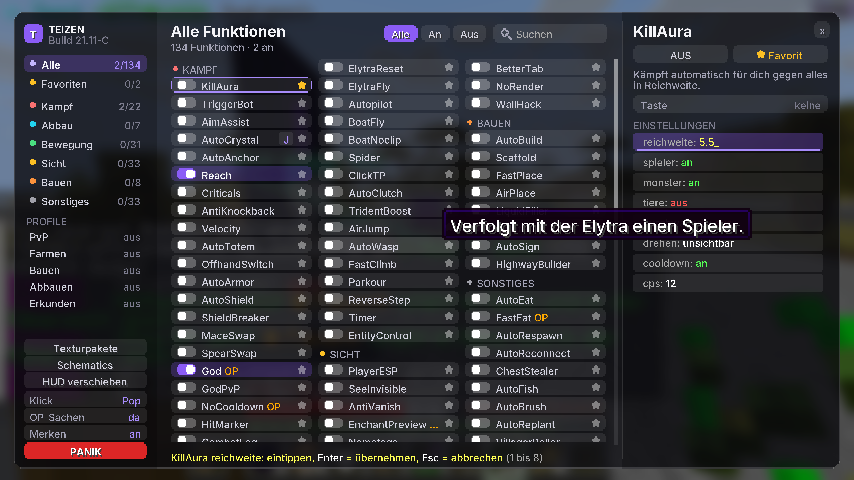 TEIZEN
Build 21.11-C
Alle 2/134
Favoriten 0/2
Kampf 2/22
Abbau 0/7
Bewegung 0/31
Sicht 0/33
Bauen 0/8
Sonstiges 0/33
PROFILE
PvP aus
Farmen aus
Bauen aus
Abbauen aus
Erkunden aus
Texturpakete
Schematics
HUD verschieben
Klick Pop
OP-Sachen da
Merken an
PANIK
Alle Funktionen
134 Funktionen · 2 an
Alle An Aus Suchen
KAMPF
KillAura
TriggerBot
AimAssist
AutoCrystal J
AutoAnchor
Reach
Criticals
AntiKnockback
Velocity
AutoTotem
OffhandSwitch
AutoArmor
AutoShield
ShieldBreaker
MaceSwap
SpearSwap
God OP
GodPvP
NoCooldown OP
HitMarker
ElytraReset
ElytraFly
Autopilot
BoatFly
BoatNoclip
Spider
ClickTP
AutoClutch
TridentBoost
AirJump
AutoWasp
FastClimb
Parkour
ReverseStep
Timer
EntityControl
SICHT
PlayerESP
SeeInvisible
AntiVanish
EnchantPreview ...
BetterTab
NoRender
WallHack
BAUEN
AutoBuild
Scaffold
FastPlace
AirPlace
AutoSign
HighwayBuilder
SONSTIGES
AutoEat
FastEat OP
AutoRespawn
AutoReconnect
ChestStealer
AutoFish
AutoBrush
AutoReplant
Verfolgt mit der Elytra einen Spieler.
KillAura reichweite: eintippen, Enter = übernehmen, Esc = abbrechen (1 bis 8)
KillAura x
AUS Favorit
Kämpft automatisch für dich gegen alles
in Reichweite.
Taste keine
EINSTELLUNGEN
reichweite: 5.5_
spieler: an
monster: an
tiere: aus
drehen: unsichtbar
cooldown: an
cps: 12